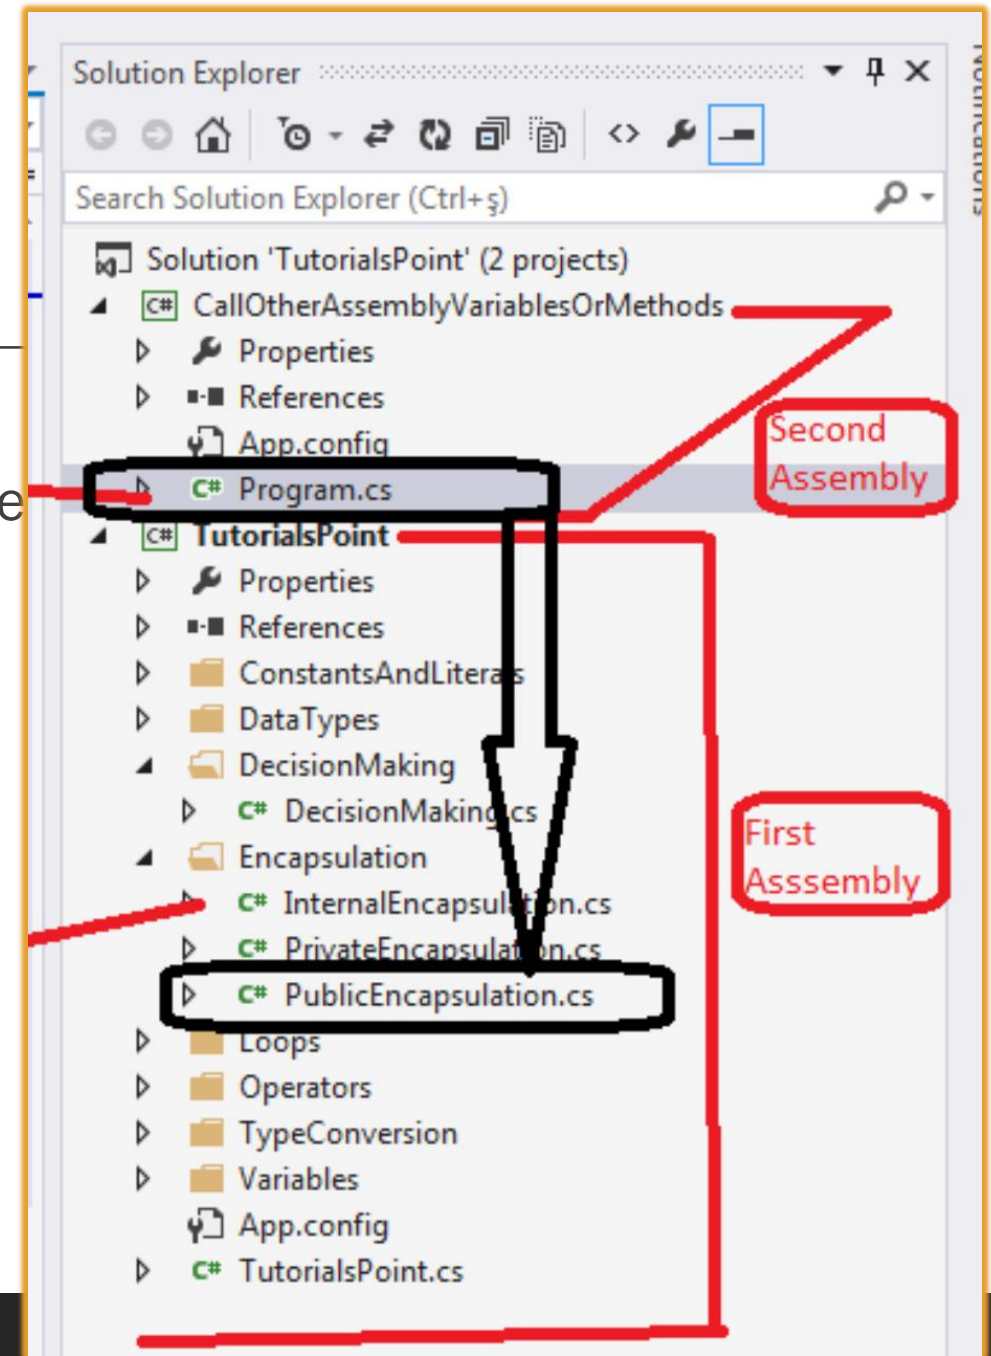 Notifications
Solution Explorer
Search Solution Explorer (Ctrl+ş)
Solution 'TutorialsPoint' (2 projects)
C# CallOtherAssemblyVariablesOrMethods
Properties
References
App.config
Second
Assembly
e
C# Program.cs
C# TutorialsPoint
Properties
References
ConstantsAndLiterals
DataTypes
DecisionMaking
C# DecisionMaking.cs
First
Asssembly
Encapsulation
C# InternalEncapsulation.cs
C# PrivateEncapsulation.cs
C# PublicEncapsulation.cs
Loops
Operators
TypeConversion
Variables
App.config
C# TutorialsPoint.cs